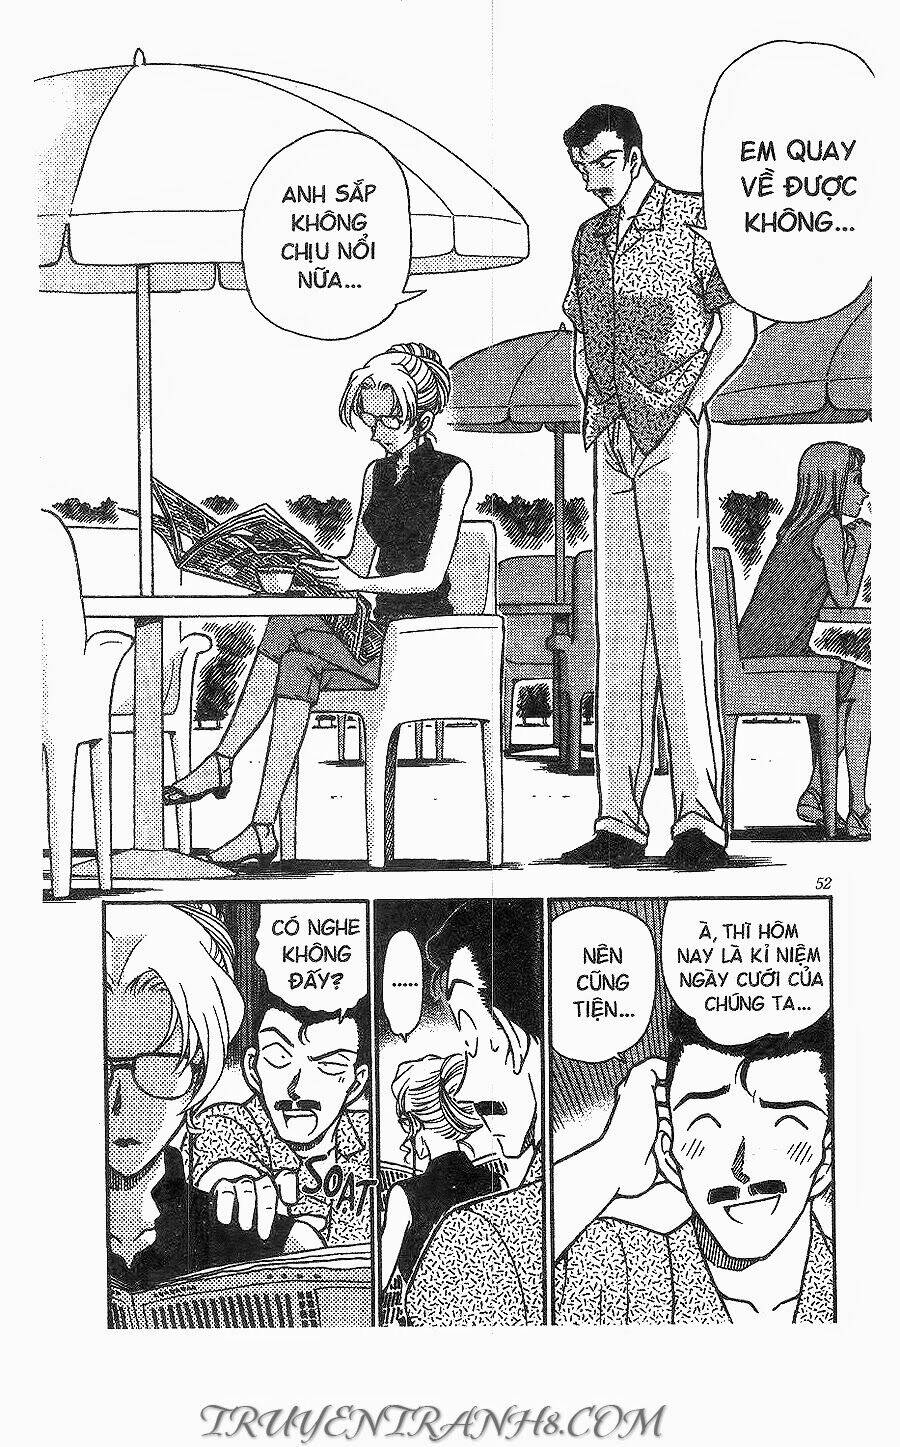 EM QUAY
VỀ ĐƯỢC
KHÔNG...
ANH SẮP
KHÔNG
CHỊU NỔI
NỮA...
52
À, THÌ HÔM
NAY LÀ KỈ NIỆM
NGÀY CƯỚI CỦA
CHÚNG TA...
NÊN
CŨNG
TIỆN...
......
CÓ NGHE
KHÔNG
ĐẤY?
SOẠT
TRUYENTRANH8.COM